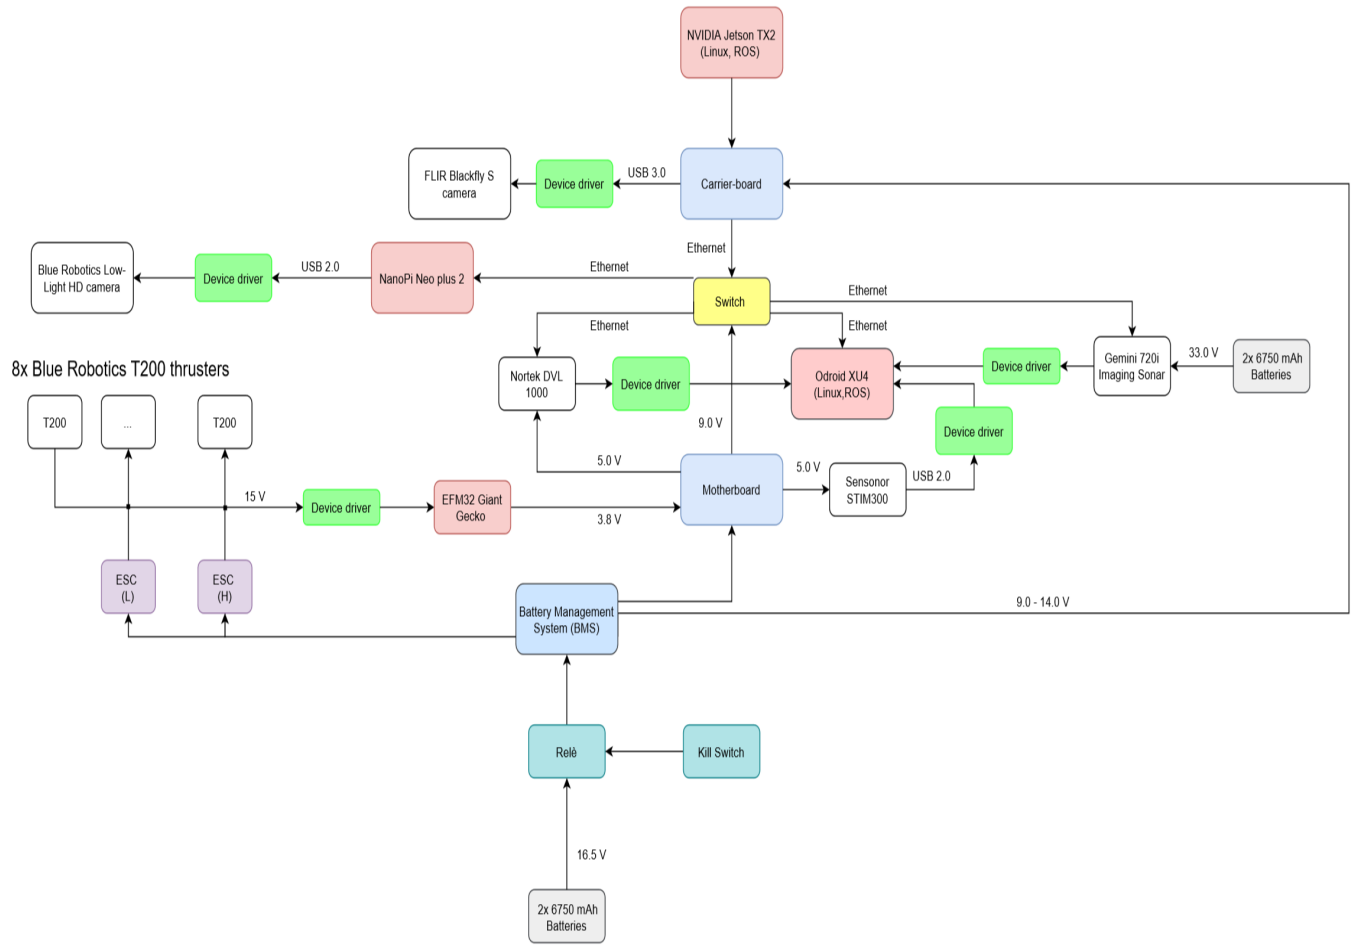 NVIDIA Jetson TX2
(Linux, ROS)
FLIR Blackfly S
camera
Device driver
USB 3.0
Carrier-board
Ethernet
Blue Robotics Low-
Light HD camera
Device driver
USB 2.0
NanoPi Neo plus 2
Ethernet
Switch
Ethernet
Ethernet
Ethernet
8x Blue Robotics T200 thrusters
Nortek DVL
1000
Device driver
Odroid XU4
(Linux,ROS)
Device driver
Gemini 720i
Imaging Sonar
33.0 V
2x 6750 mAh
Batteries
T200
...
T200
9.0 V
Device driver
5.0 V
Motherboard
5.0 V
Sensonor
STIM300
USB 2.0
15 V
Device driver
EFM32 Giant
Gecko
3.8 V
ESC
(L)
ESC
(H)
Battery Management
System (BMS)
9.0 - 14.0 V
Relè
Kill Switch
16.5 V
2x 6750 mAh
Batteries